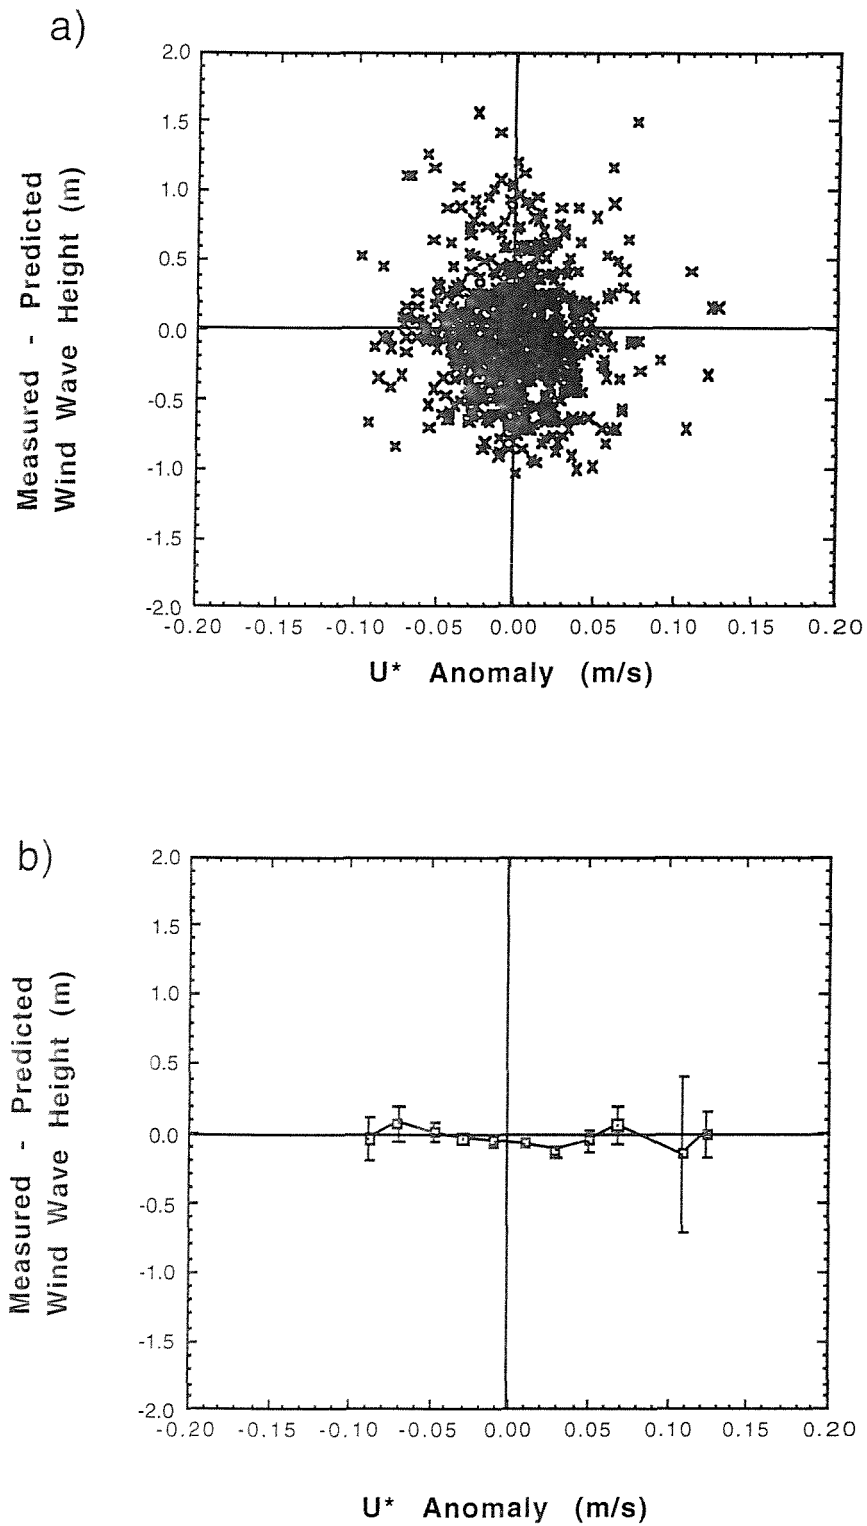 a)
Measured - Predicted
Wind Wave Height (m)
2.0
1.5
1.0
0.5
0.0
-0.5
-1.0
-1.5
-2.0
-0.20 -0.15 -0.10 -0.05 0.00 0.05 0.10 0.15 0.20
U* Anomaly (m/s)
b)
Measured - Predicted
Wind Wave Height (m)
2.0
1.5
1.0
0.5
0.0
-0.5
-1.0
-1.5
-2.0
-0.20 -0.15 -0.10 -0.05 0.00 0.05 0.10 0.15 0.20
U* Anomaly (m/s)